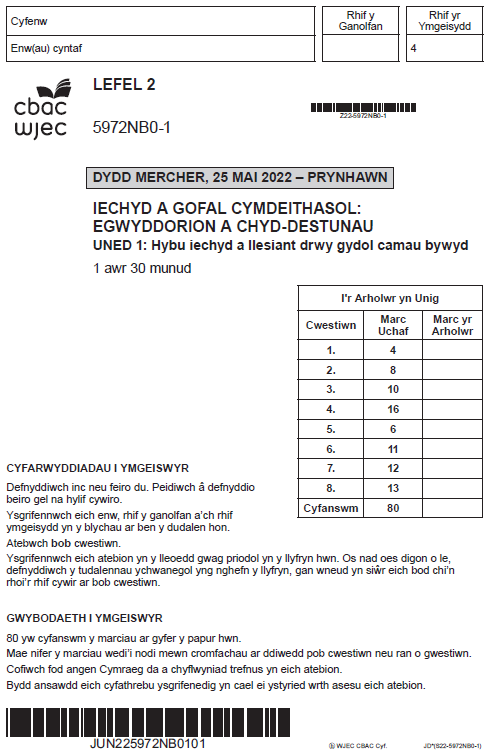 Cyfenw
Rhif y
Ganolfan
Rhif yr
Ymgeisydd
Enw(au) cyntaf
4
cbac
wjec
LEFEL 2
5972NB0-1
Z22-5972NB0-1
DYDD MERCHER, 25 MAI 2022 – PRYNHAWN
IECHYD A GOFAL CYMDEITHASOL:
EGWYDDORION A CHYD-DESTUNAU
UNED 1: Hybu iechyd a llesiant drwy gydol camau bywyd
1 awr 30 munud
I'r Arholwr yn Unig
Cwestiwn Marc Uchaf Marc yr Arholwr
1. 4
2. 8
3. 10
4. 16
5. 6
6. 11
7. 12
8. 13
Cyfanswm 80
CYFARWYDDIADAU I YMGEISWYR
Defnyddiwch inc neu feiro du. Peidiwch â defnyddio
beiro gel na hylif cywiro.
Ysgrifennwch eich enw, rhif y ganolfan a'ch rhif
ymgeisydd yn y blychau ar ben y dudalen hon.
Atebwch bob cwestiwn.
Ysgrifennwch eich atebion yn y lleoedd gwag priodol yn y llyfryn hwn. Os nad oes digon o le,
defnyddiwch y tudalennau ychwanegol yng nghefn y llyfryn, gan wneud yn siŵr eich bod chi'n
rhoi'r rhif cywir ar bob cwestiwn.
GWYBODAETH I YMGEISWYR
80 yw cyfanswm y marciau ar gyfer y papur hwn.
Mae nifer y marciau wedi'i nodi mewn cromfachau ar ddiwedd pob cwestiwn neu ran o gwestiwn.
Cofiwch fod angen Cymraeg da a chyflwyniad trefnus yn eich atebion.
Bydd ansawdd eich cyfathrebu ysgrifenedig yn cael ei ystyried wrth asesu eich atebion.
JUN225972NB0101
© WJEC CBAC Cyf.
JD*(S22-5972NB0-1)